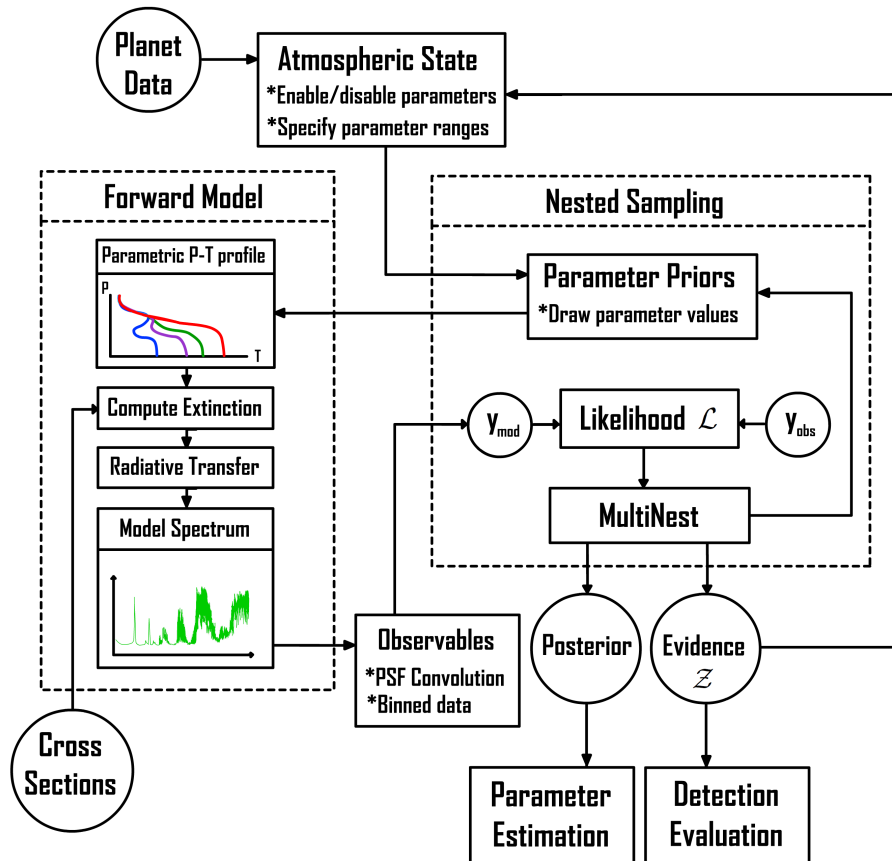 Planet
Data
Atmospheric State
*Enable/disable parameters
*Specify parameter ranges
Forward Model
Parametric P-T profile
P
T
Compute Extinction
Radiative Transfer
Model Spectrum
Cross
Sections
Observables
*PSF Convolution
*Binned data
Nested Sampling
Parameter Priors
*Draw parameter values
y_mod
Likelihood ℒ
y_obs
MultiNest
Posterior
Evidence
𝒵
Parameter
Estimation
Detection
Evaluation